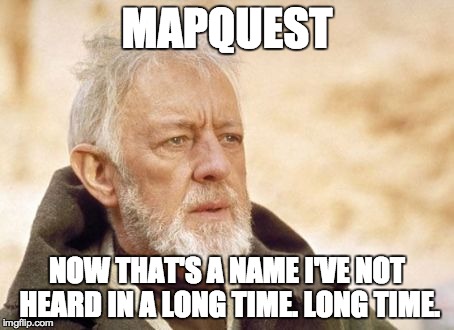 MAPQUEST
NOW THAT'S A NAME I'VE NOT
HEARD IN A LONG TIME. LONG TIME.
imgflip.com